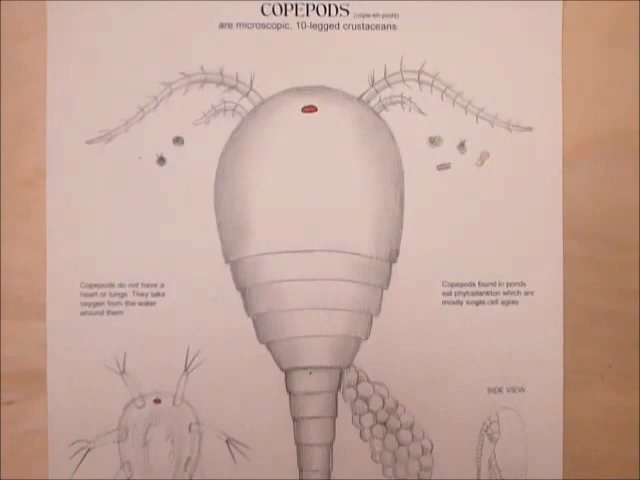 COPEPODS (cope-eh-pods)
are microscopic, 10-legged crustaceans
Copepods do not have a
heart or lungs. They take
oxygen from the water
around them.
Copepods found in ponds
eat phytoplankton which are
mostly single cell algae.
SIDE VIEW